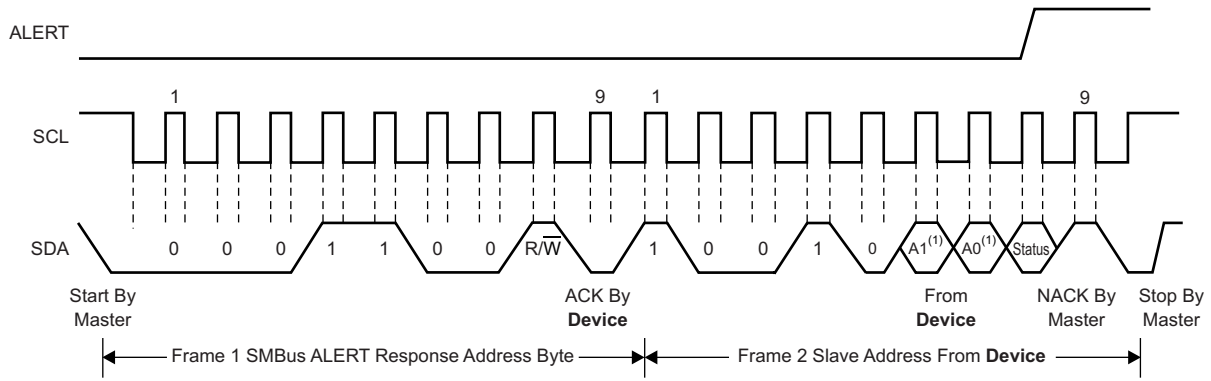 ALERT
1 9 1 9
SCL
SDA 0 0 0 1 1 0 0 R/W 1 0 0 1 0 A1(1) A0(1) Status
Start By
Master
ACK By
Device
From
Device
NACK By
Master
Stop By
Master
Frame 1 SMBus ALERT Response Address Byte
Frame 2 Slave Address From Device